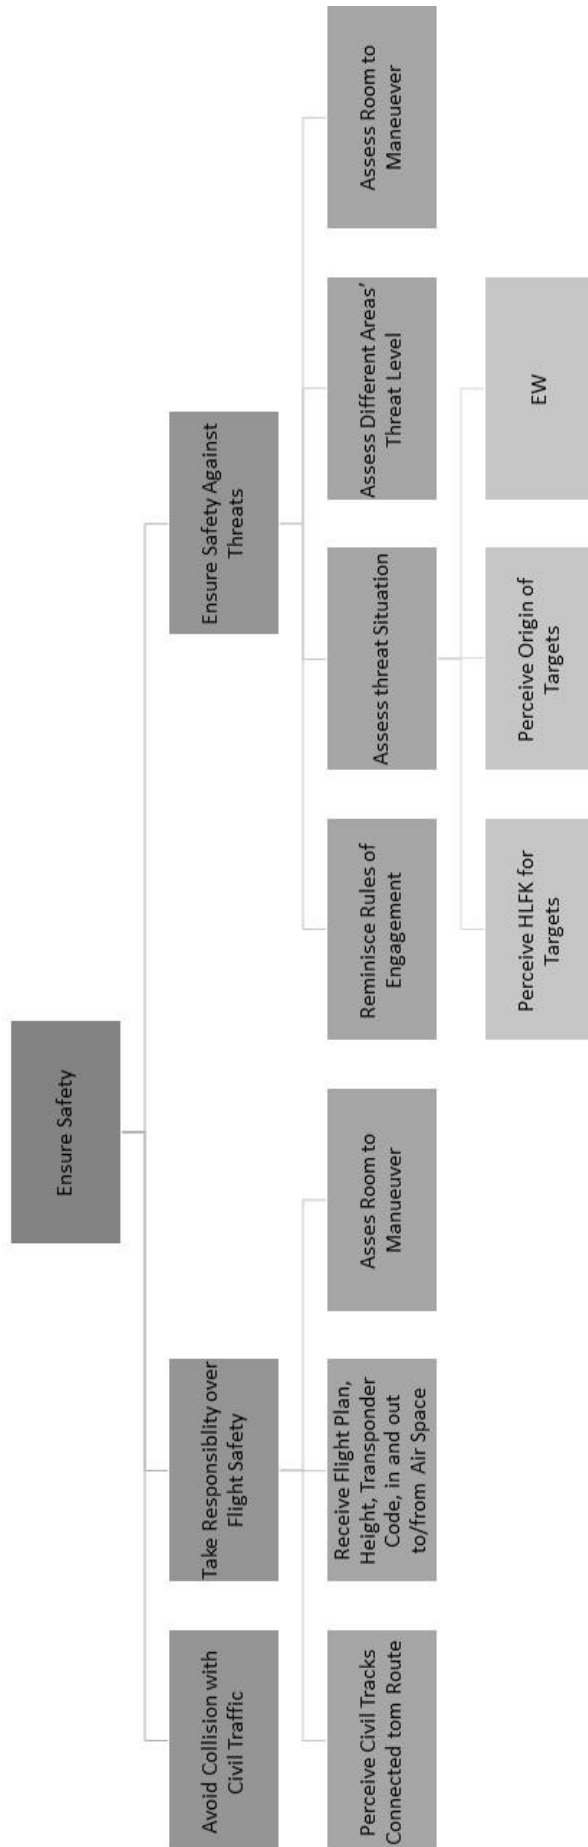 Ensure Safety
Avoid Collision with
Civil Traffic
Take Responsiblity over
Flight Safety
Ensure Safety Against
Threats
Perceive Civil Tracks
Connected tom Route
Receive Flight Plan,
Height, Transponder
Code, in and out
to/from Air Space
Asses Room to
Manueuver
Reminisce Rules of
Engagement
Assess threat Situation
Assess Different Areas'
Threat Level
Assess Room to
Maneuever
Perceive HLFK for
Targets
Perceive Origin of
Targets
EW